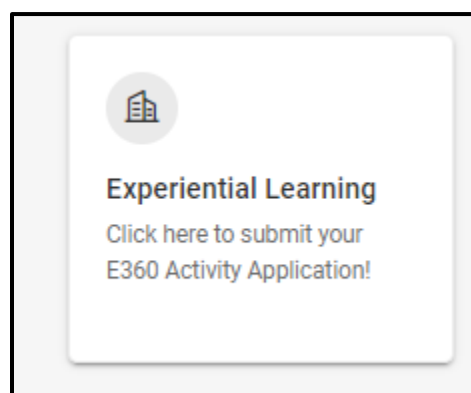 Experiential Learning
Click here to submit your
E360 Activity Application!